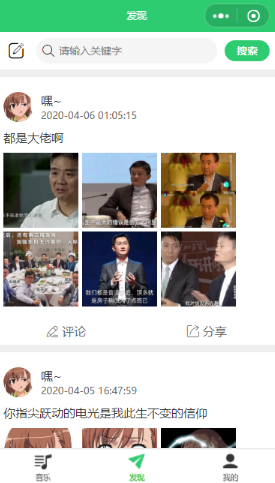 发现
请输入关键字
搜索
嘿~
2020-04-06 01:05:15
都是大佬啊
评论
分享
嘿~
2020-04-05 16:47:59
你指尖跃动的电光是我此生不变的信仰
音乐
发现
我的